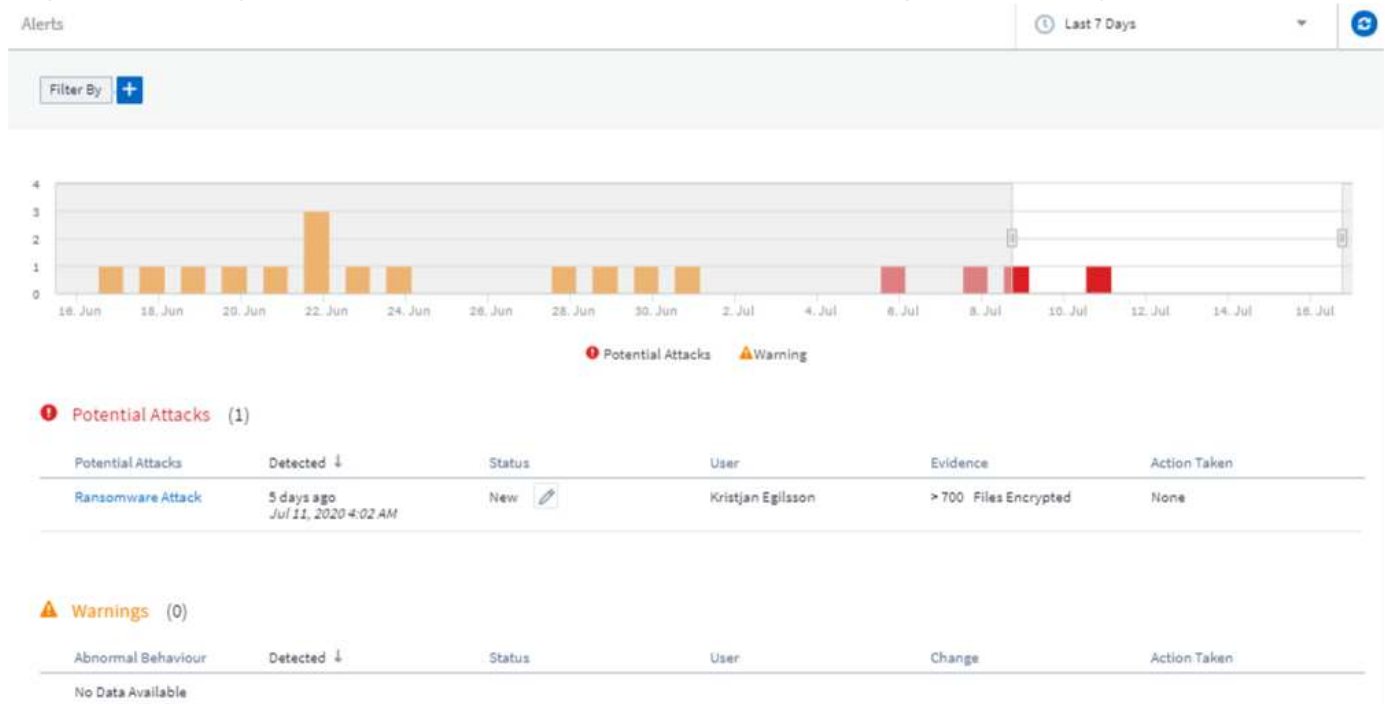 Alerts
Last 7 Days
Filter By
+
4
3
2
1
0
16. Jun 18. Jun 20. Jun 22. Jun 24. Jun 26. Jun 28. Jun 30. Jun 2. Jul 4. Jul 6. Jul 8. Jul 10. Jul 12. Jul 14. Jul 16. Jul
Potential Attacks Warning
Potential Attacks (1)
Potential Attacks Detected ↓ Status User Evidence Action Taken
Ransomware Attack 5 days ago New Kristjan Egilsson > 700 Files Encrypted None
Jul 11, 2020 4:02 AM
Warnings (0)
Abnormal Behaviour Detected ↓ Status User Change Action Taken
No Data Available